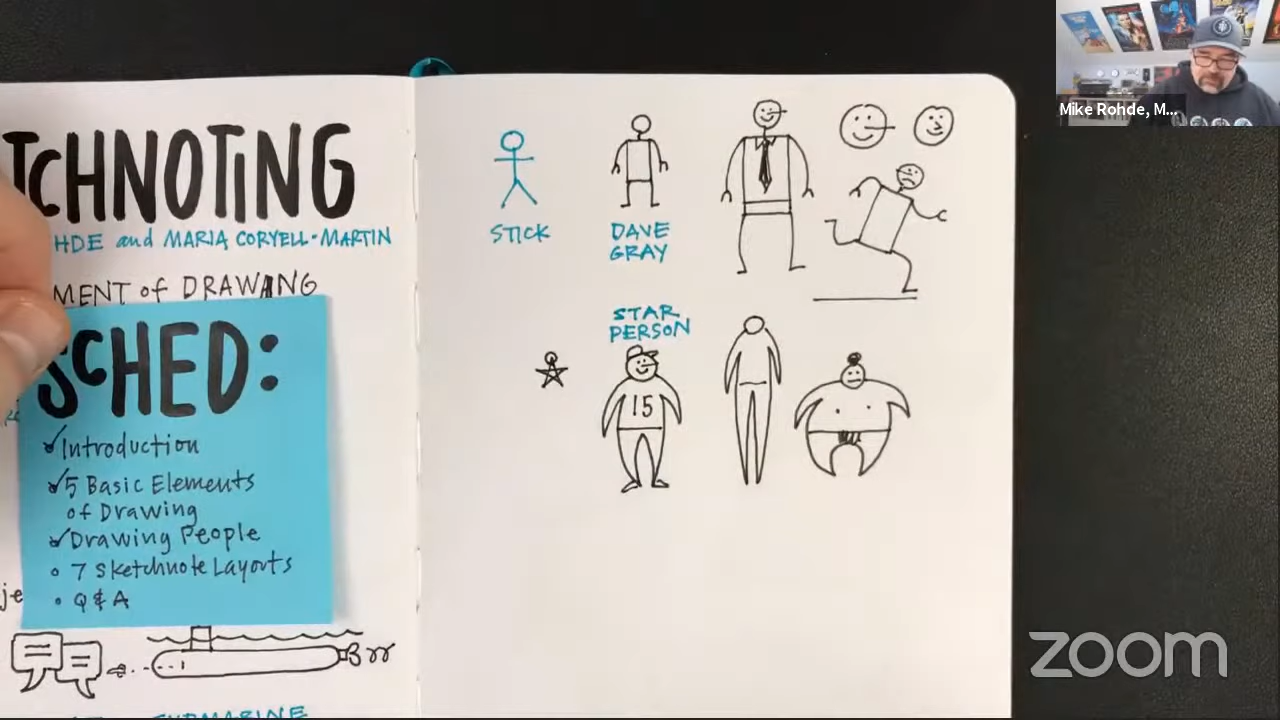 TCHNOTING
HDE and MARIA CORYELL-MARTIN
MENT of DRAWING
SCHED:
Introduction
5 Basic Elements
of Drawing
Drawing People
7 Sketchnote Layouts
Q & A
je
STICK
DAVE
GRAY
STAR
PERSON
15
Mike Rohde, M...
zoom